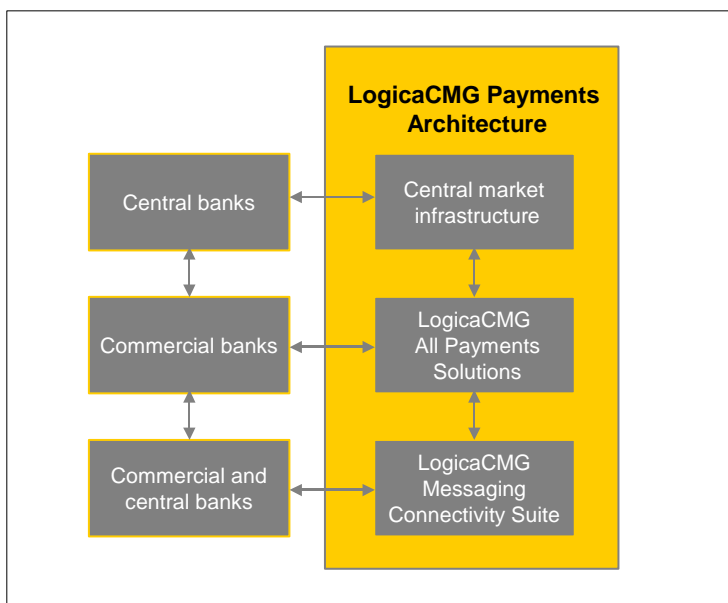 LogicaCMG Payments
Architecture
Central banks
Central market
infrastructure
Commercial banks
LogicaCMG
All Payments
Solutions
Commercial and
central banks
LogicaCMG
Messaging
Connectivity Suite